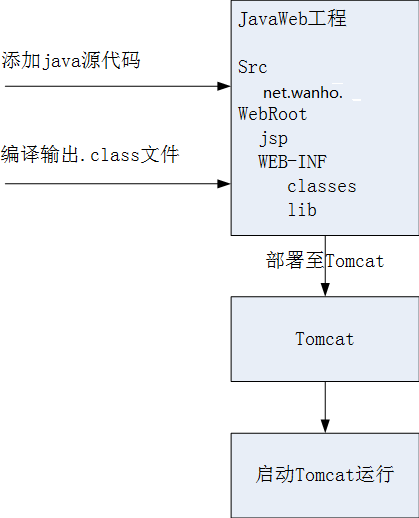 JavaWeb工程
添加java源代码
Src
net.wanho.
WebRoot
jsp
编译输出.class文件
WEB-INF
classes
lib
部署至Tomcat
Tomcat
启动Tomcat运行